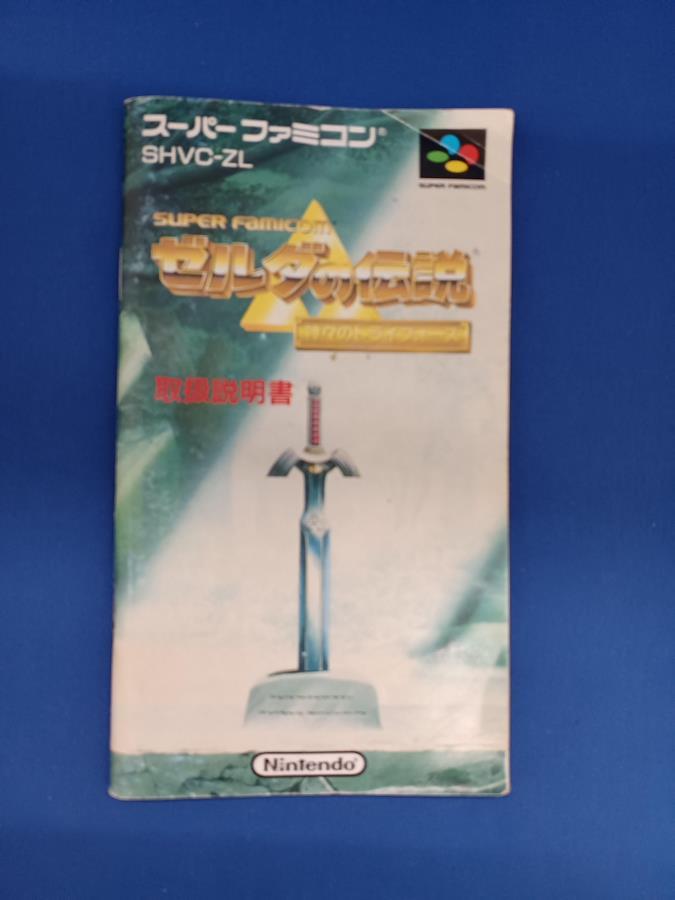 スーパーファミコン®
SHVC-ZL
SUPER FAMICOM
SUPER FAMICOM
ゼルダの伝説
神々のトライフォース
取扱説明書
Nintendo®